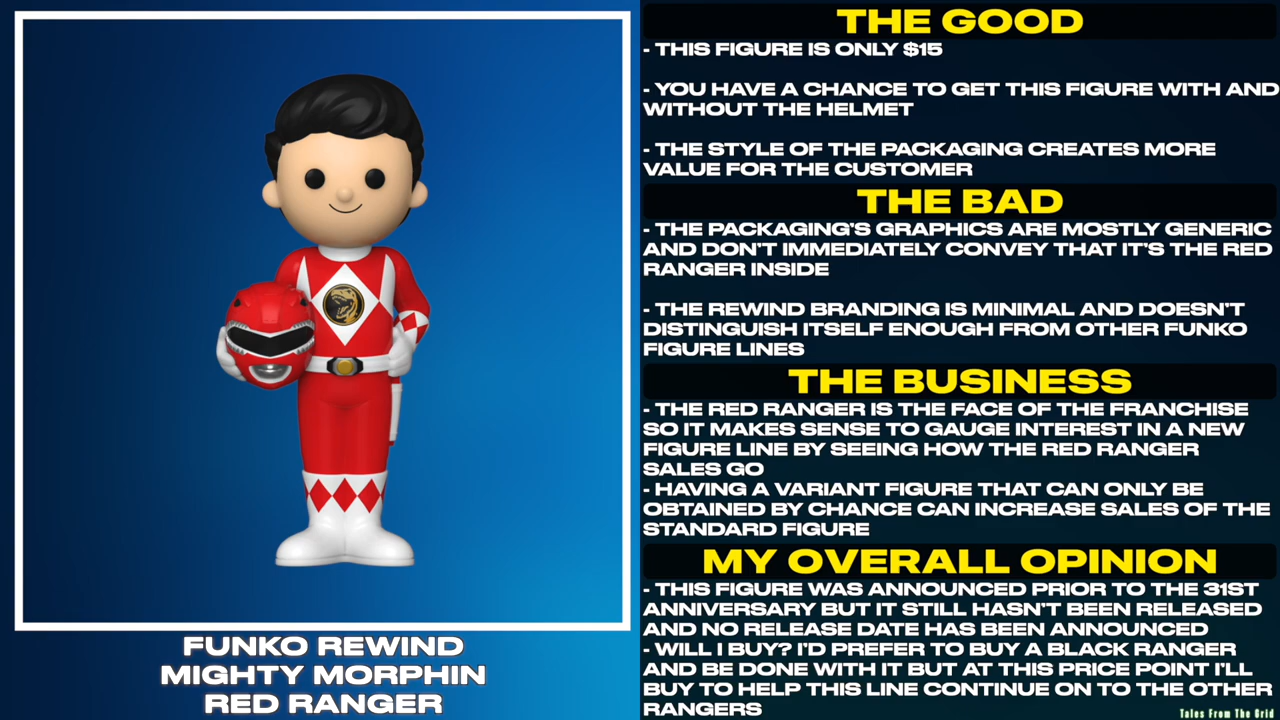 THE GOOD
- THIS FIGURE IS ONLY $15
- YOU HAVE A CHANCE TO GET THIS FIGURE WITH AND
WITHOUT THE HELMET
- THE STYLE OF THE PACKAGING CREATES MORE
VALUE FOR THE CUSTOMER
THE BAD
- THE PACKAGING'S GRAPHICS ARE MOSTLY GENERIC
AND DON'T IMMEDIATELY CONVEY THAT IT'S THE RED
RANGER INSIDE
- THE REWIND BRANDING IS MINIMAL AND DOESN'T
DISTINGUISH ITSELF ENOUGH FROM OTHER FUNKO
FIGURE LINES
THE BUSINESS
- THE RED RANGER IS THE FACE OF THE FRANCHISE
SO IT MAKES SENSE TO GAUGE INTEREST IN A NEW
FIGURE LINE BY SEEING HOW THE RED RANGER
SALES GO
- HAVING A VARIANT FIGURE THAT CAN ONLY BE
OBTAINED BY CHANCE CAN INCREASE SALES OF THE
STANDARD FIGURE
MY OVERALL OPINION
- THIS FIGURE WAS ANNOUNCED PRIOR TO THE 31ST
ANNIVERSARY BUT IT STILL HASN'T BEEN RELEASED
AND NO RELEASE DATE HAS BEEN ANNOUNCED
- WILL I BUY? I'D PREFER TO BUY A BLACK RANGER
AND BE DONE WITH IT BUT AT THIS PRICE POINT I'LL
BUY TO HELP THIS LINE CONTINUE ON TO THE OTHER
RANGERS
FUNKO REWIND
MIGHTY MORPHIN
RED RANGER
Tales From The Grid